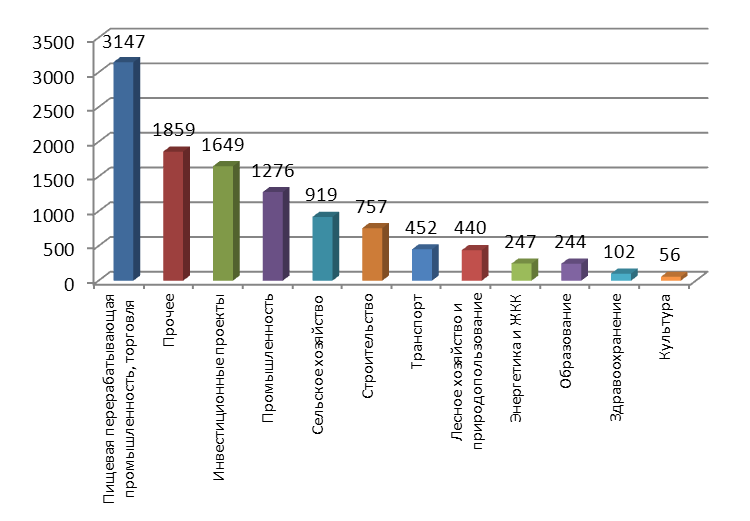 3500
3000
2500
2000
1500
1000
500
0
3147
1859
1649
1276
919
757
452
440
247
244
102
56
Пищевая перерабатывающая
промышленность, торговля
Прочее
Инвестиционные проекты
Промышленность
Сельское хозяйство
Строительство
Транспорт
Лесное хозяйство и
природопользование
Энергетика и ЖКК
Образование
Здравоохранение
Культура